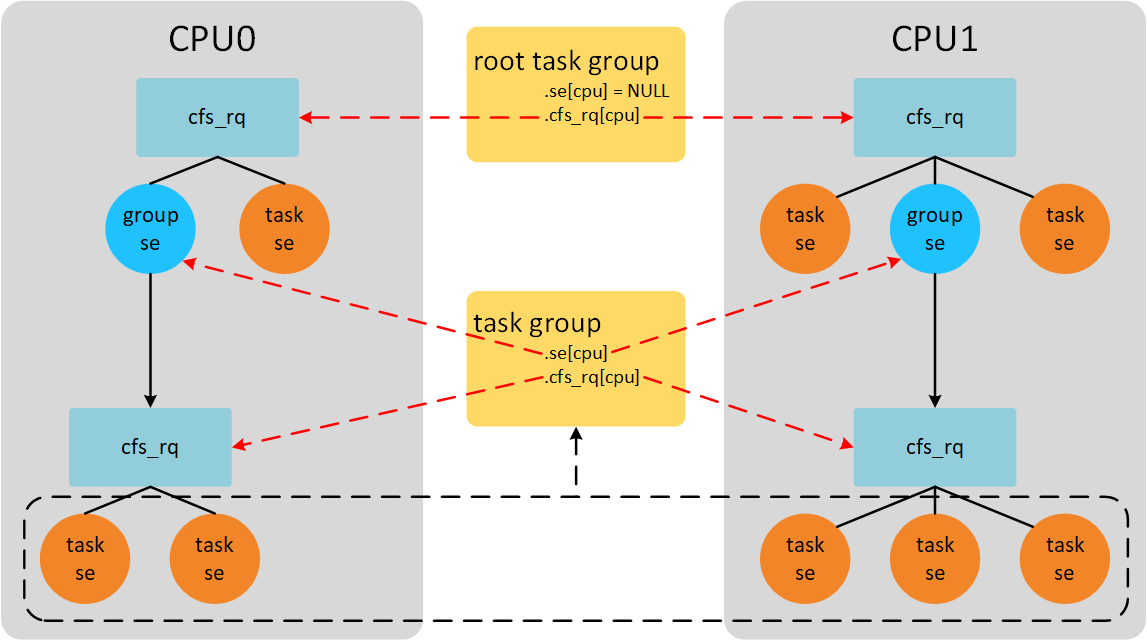 CPU0
CPU1
root task group
.se[cpu] = NULL
.cfs_rq[cpu]
cfs_rq
cfs_rq
group
se
task
se
task
se
group
se
task
se
task group
.se[cpu]
.cfs_rq[cpu]
cfs_rq
cfs_rq
task
se
task
se
task
se
task
se
task
se